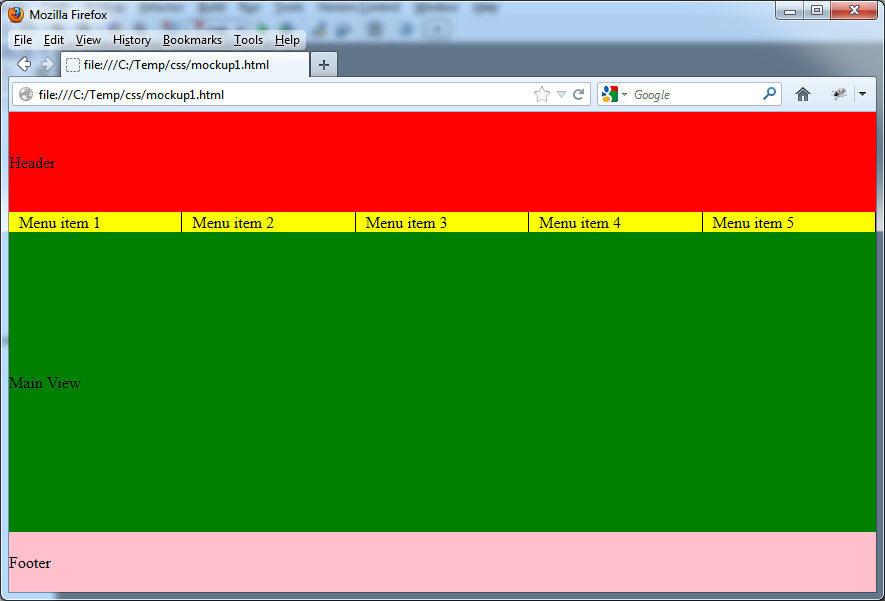 Mozilla Firefox
File Edit View History Bookmarks Tools Help
file:///C:/Temp/css/mockup1.html
file:///C:/Temp/css/mockup1.html Google
Header
Menu item 1 Menu item 2 Menu item 3 Menu item 4 Menu item 5
Main View
Footer